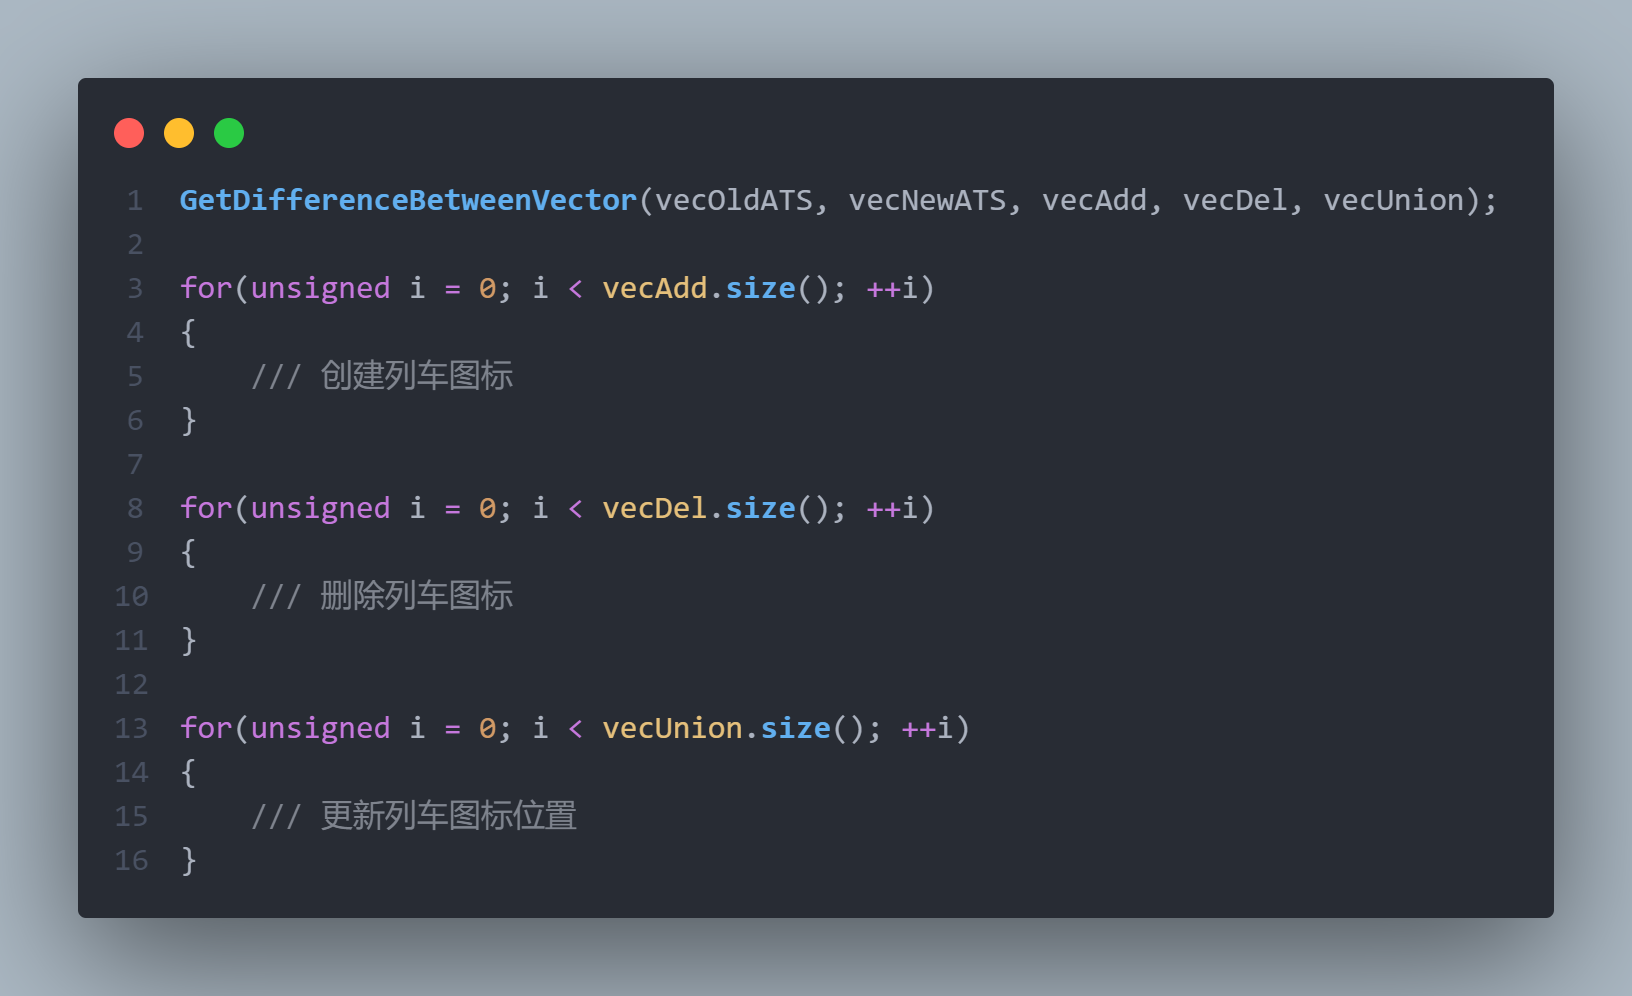 1 GetDifferenceBetweenVector(vecOldATS, vecNewATS, vecAdd, vecDel, vecUnion);
2
3 for(unsigned i = 0; i < vecAdd.size(); ++i)
4 {
5     /// 创建列车图标
6 }
7
8 for(unsigned i = 0; i < vecDel.size(); ++i)
9 {
10     /// 删除列车图标
11 }
12
13 for(unsigned i = 0; i < vecUnion.size(); ++i)
14 {
15     /// 更新列车图标位置
16 }